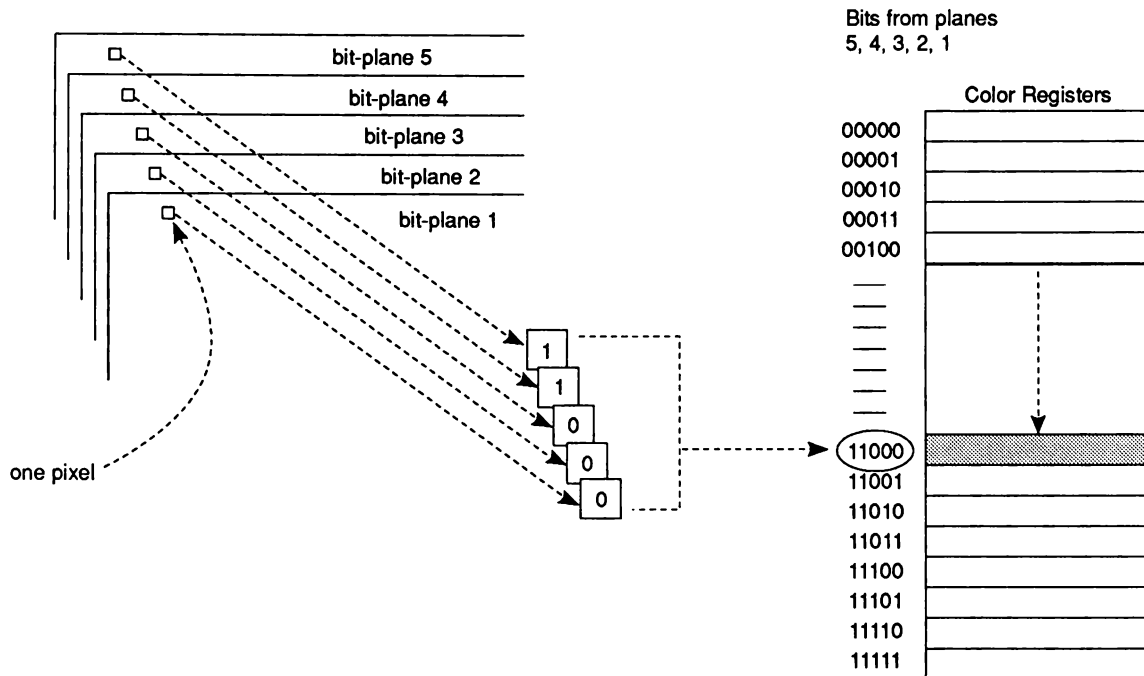 bit-plane 5
bit-plane 4
bit-plane 3
bit-plane 2
bit-plane 1
one pixel
1
1
0
0
0
Bits from planes
5, 4, 3, 2, 1
Color Registers
00000
00001
00010
00011
00100
11000
11001
11010
11011
11100
11101
11110
11111